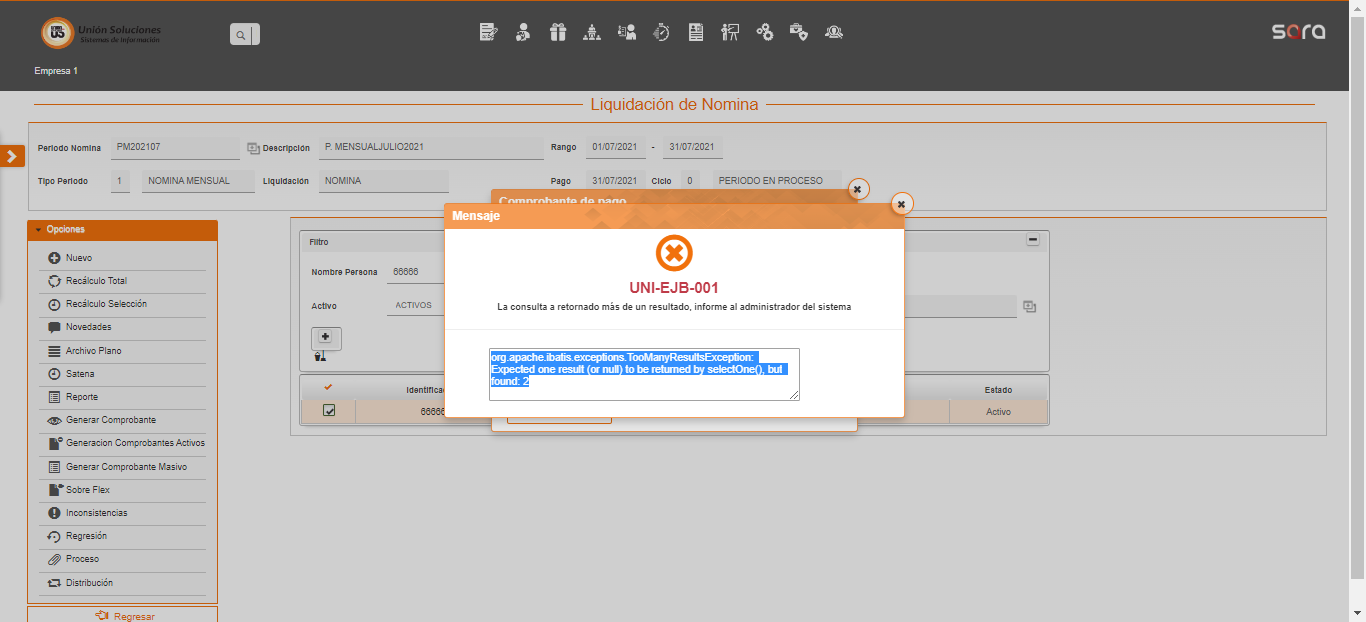 Unión Soluciones
Sistemas de Información
sara
Empresa 1
Liquidación de Nomina
Periodo Nomina PM202107 Descripción P. MENSUALJULIO2021 Rango 01/07/2021 - 31/07/2021
Tipo Periodo 1 NOMINA MENSUAL Liquidación NOMINA Pago 31/07/2021 Ciclo 0 PERIODO EN PROCESO
Opciones
Nuevo
Recálculo Total
Recálculo Selección
Novedades
Archivo Plano
Satena
Reporte
Generar Comprobante
Generacion Comprobantes Activos
Generar Comprobante Masivo
Sobre Flex
Inconsistencias
Regresión
Proceso
Distribución
Regresar
Filtro
Nombre Persona 66666
Activo ACTIVOS
Estado
66666 Activo
Comprobante de pago
Mensaje
UNI-EJB-001
La consulta a retornado màs de un resultado, informe al administrador del sistema
org.apache.ibatis.exceptions.TooManyResultsException:
Expected one result (or null) to be returned by selectOne(), but
found: 2